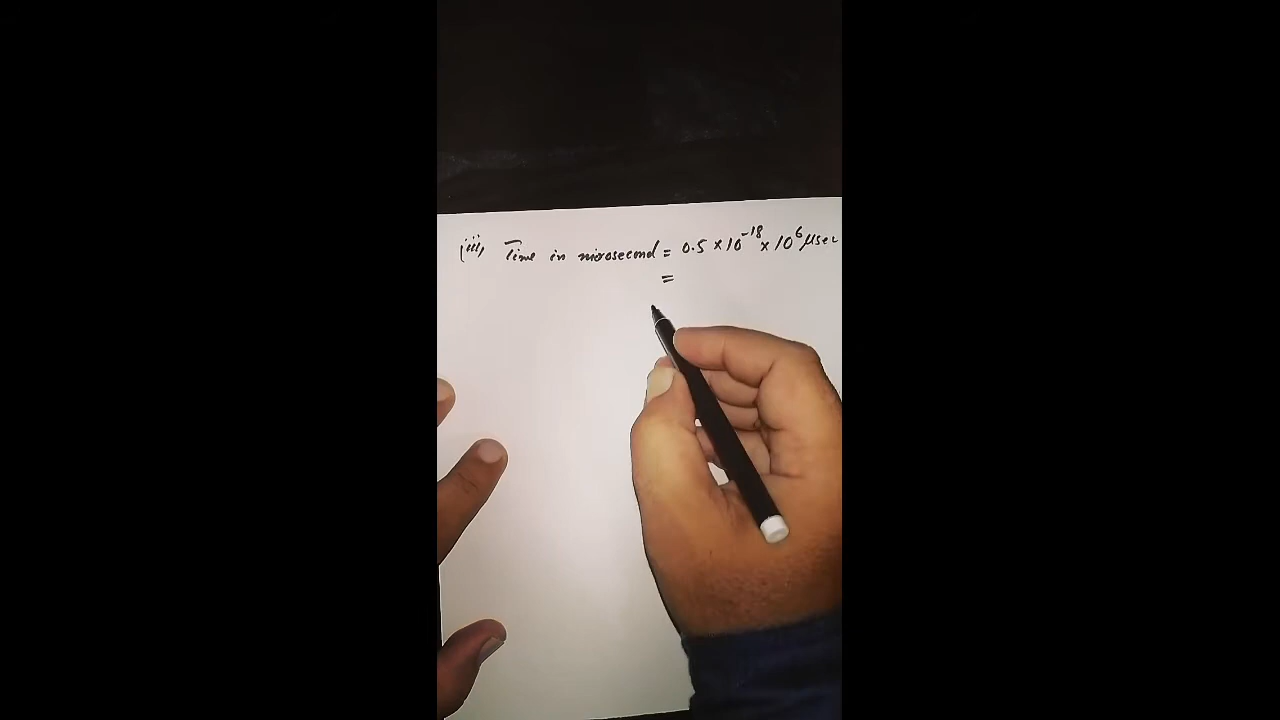 iii, Time in microsecond = 0.5 × 10⁻¹⁸ × 10⁶ μsec
=